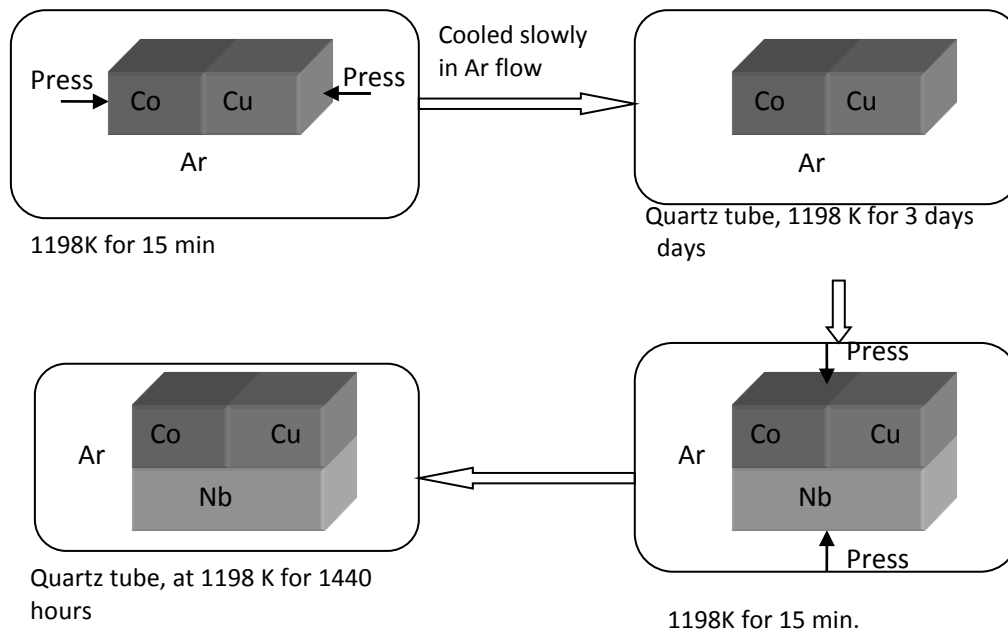 Press
Press
Co
Cu
Ar
1198K for 15 min
Cooled slowly
in Ar flow
Co
Cu
Ar
Quartz tube, 1198 K for 3 days
days
Press
Co
Cu
Ar
Nb
Press
1198K for 15 min.
Co
Cu
Ar
Nb
Quartz tube, at 1198 K for 1440
hours